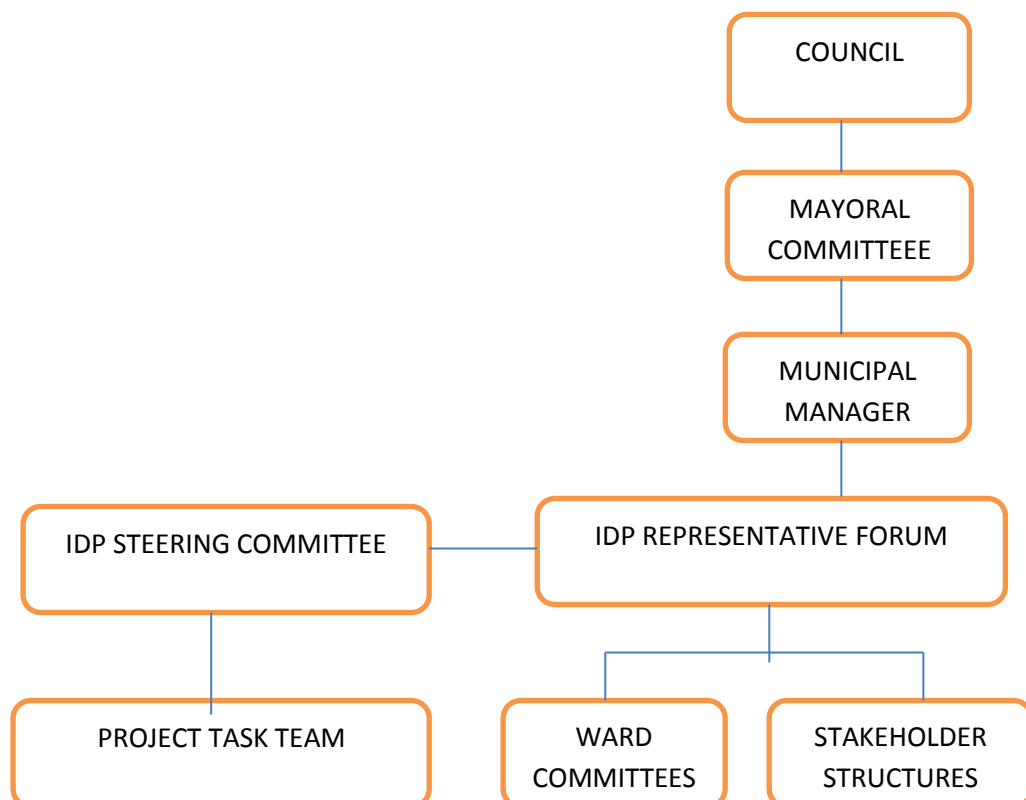 COUNCIL
MAYORAL
COMMITTEEE
MUNICIPAL
MANAGER
IDP STEERING COMMITTEE
IDP REPRESENTATIVE FORUM
PROJECT TASK TEAM
WARD
COMMITTEES
STAKEHOLDER
STRUCTURES